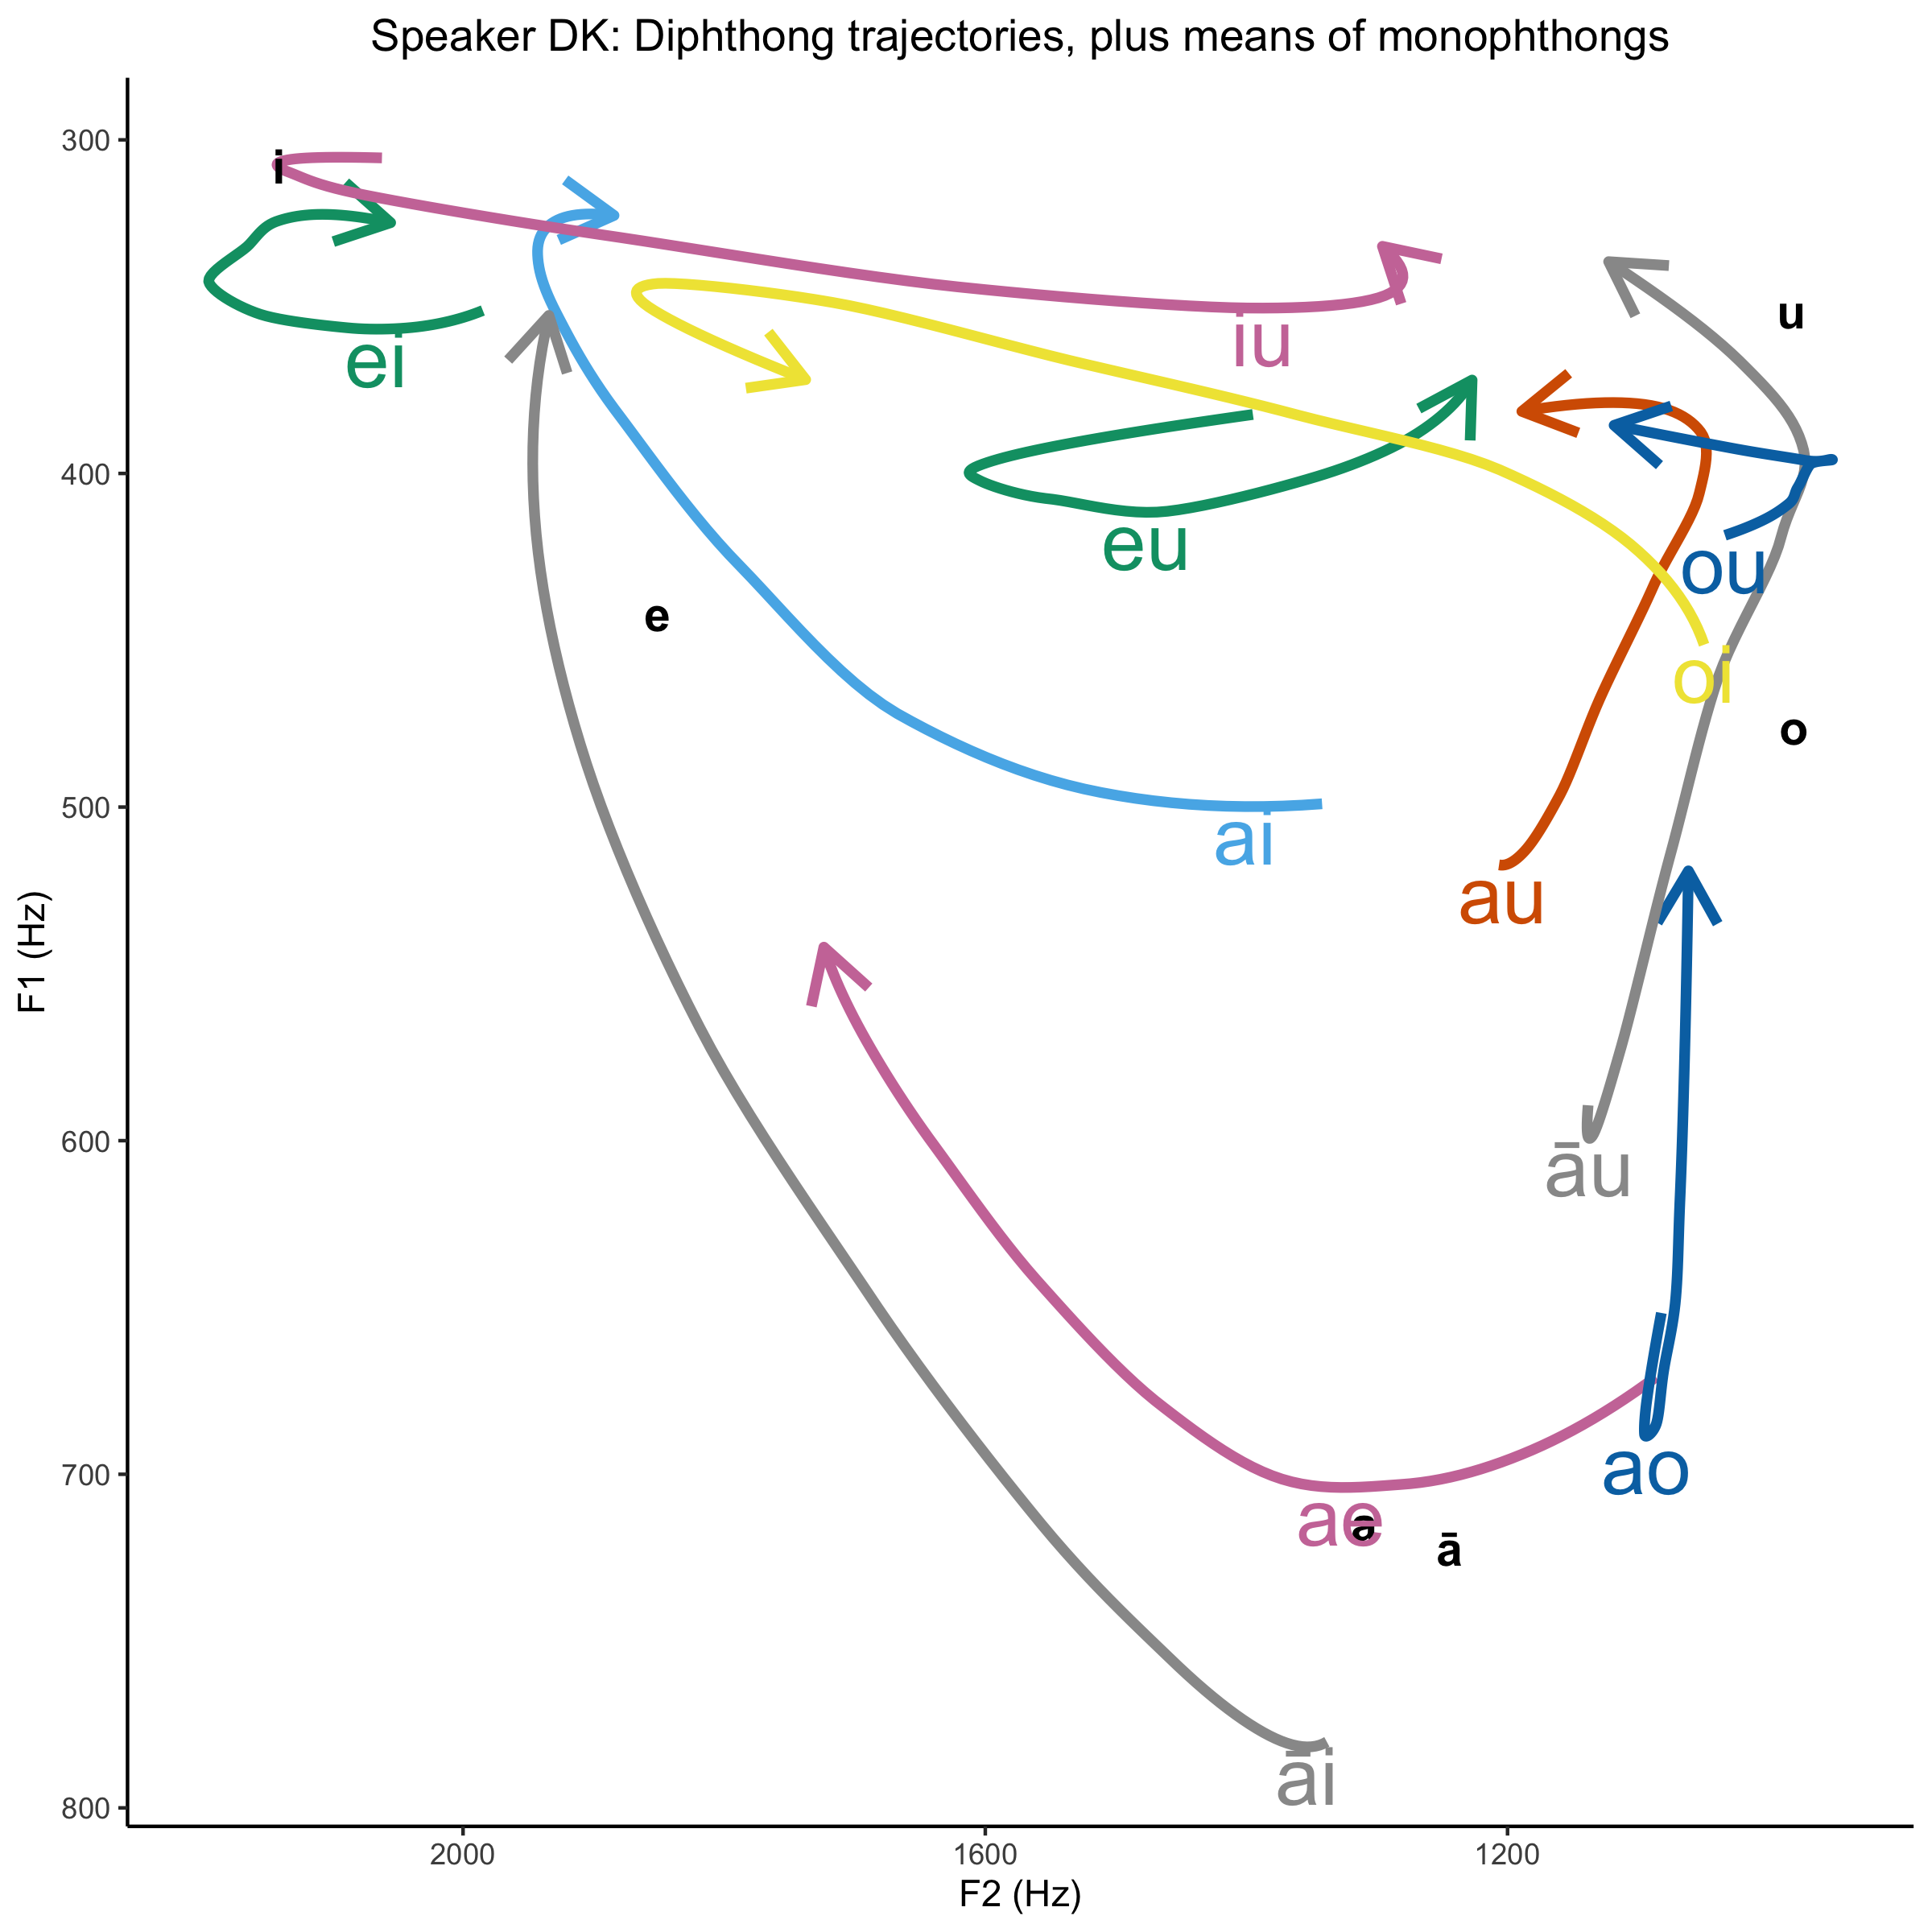 Speaker DK: Diphthong trajectories, plus means of monophthongs
300
i
u
iu
ei
400
eu
ou
e
oi
o
500
ai
au
F1 (Hz)
600
āu
700
ao
ae
a
ā
āi
800
2000 1600 1200
F2 (Hz)